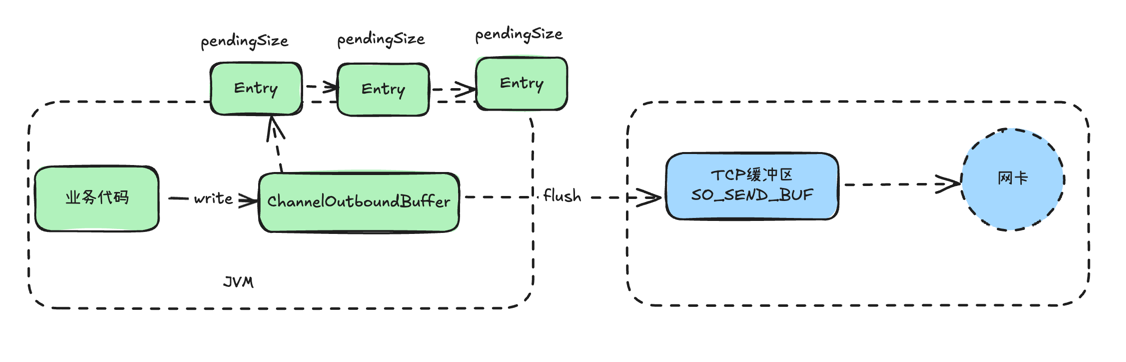 pendingSize
pendingSize
pendingSize
Entry
Entry
Entry
业务代码
write
ChannelOutboundBuffer
flush
TCP缓冲区
SO_SEND_BUF
网卡
JVM